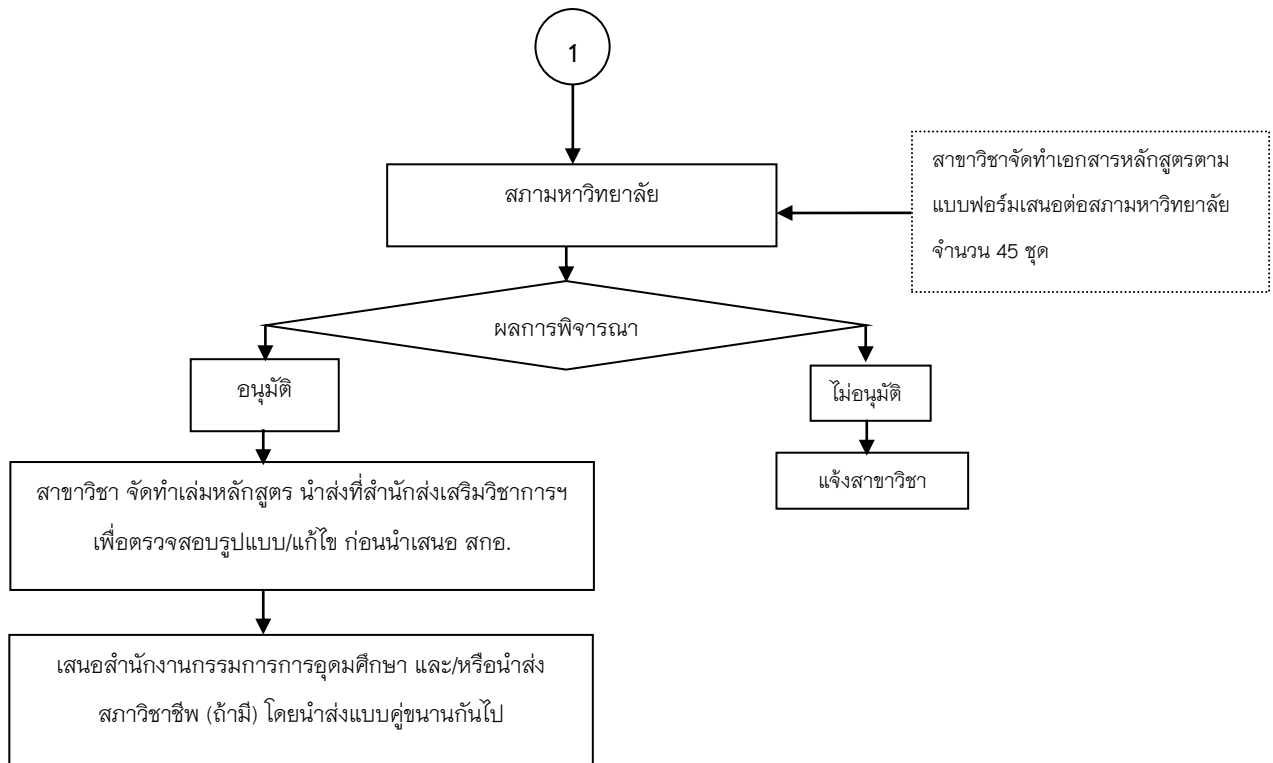 1
สภามหาวิทยาลัย
สาขาวิชาจัดทำเอกสารหลักสูตรตาม
แบบฟอร์มเสนอต่อสภามหาวิทยาลัย
จำนวน 45 ชุด
ผลการพิจารณา
อนุมัติ
ไม่อนุมัติ
แจ้งสาขาวิชา
สาขาวิชา จัดทำเล่มหลักสูตร นำส่งที่สำนักส่งเสริมวิชาการฯ
เพื่อตรวจสอบรูปแบบ/แก้ไข ก่อนนำเสนอ สกอ.
เสนอสำนักงานกรรมการการอุดมศึกษา และ/หรือนำส่ง
สภาวิชาชีพ (ถ้ามี) โดยนำส่งแบบคู่ขนานกันไป